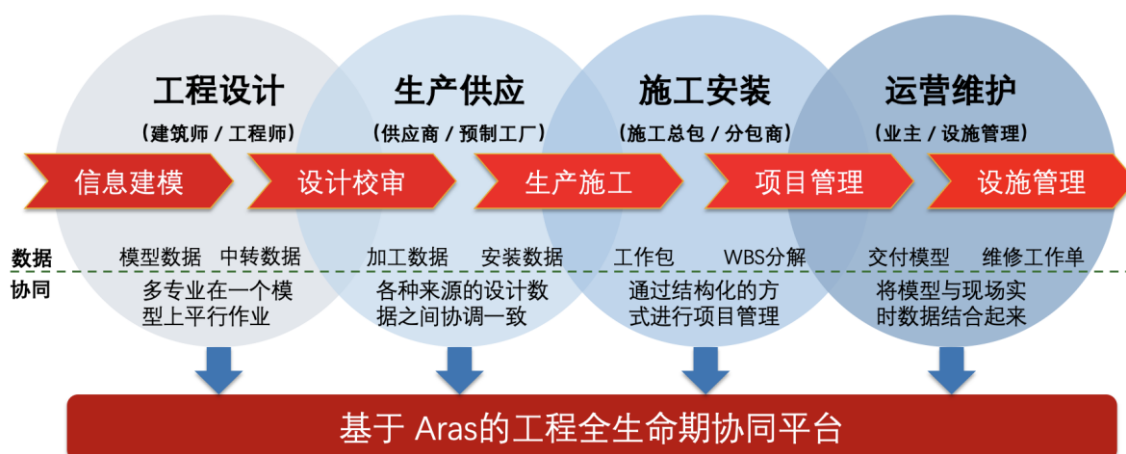 工程设计
生产供应
施工安装
运营维护
(建筑师 / 工程师)
(供应商 / 预制工厂)
(施工总包 / 分包商)
(业主 / 设施管理)
信息建模
设计校审
生产施工
项目管理
设施管理
数据
模型数据
中转数据
加工数据
安装数据
工作包
WBS分解
交付模型
维修工作单
协同
多专业在一个模
型上平行作业
各种来源的设计数
据之间协调一致
通过结构化的方
式进行项目管理
将模型与现场实
时数据结合起来
基于 Aras的工程全生命期协同平台